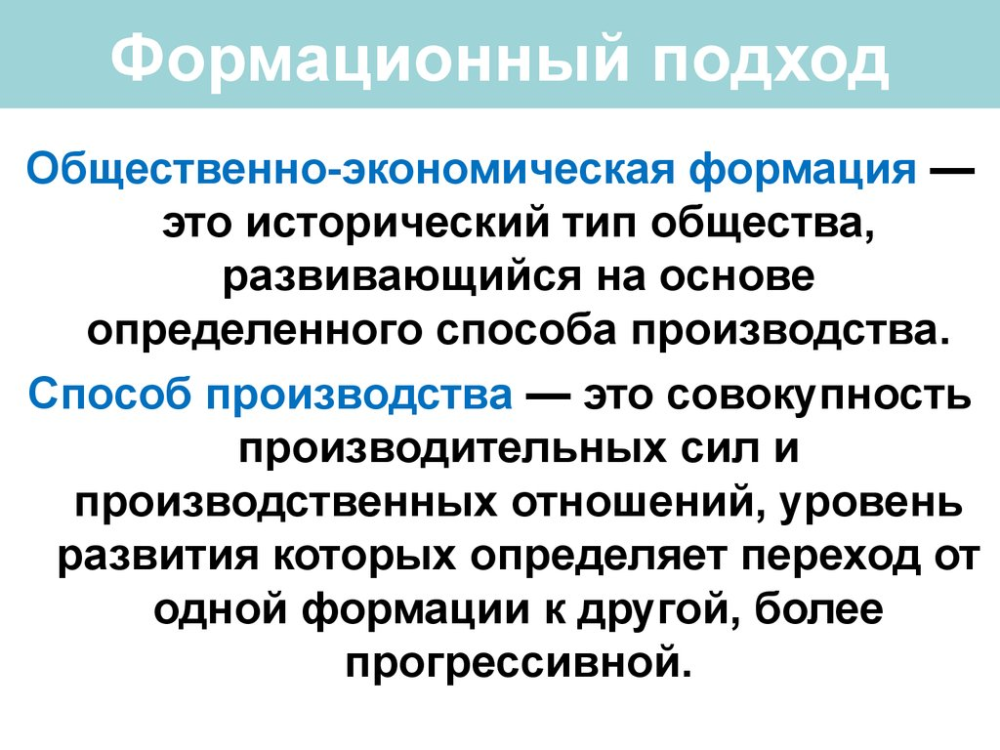 Формационный подход
Общественно-экономическая формация —
это исторический тип общества,
развивающийся на основе
определенного способа производства.
Способ производства — это совокупность
производительных сил и
производственных отношений, уровень
развития которых определяет переход от
одной формации к другой, более
прогрессивной.